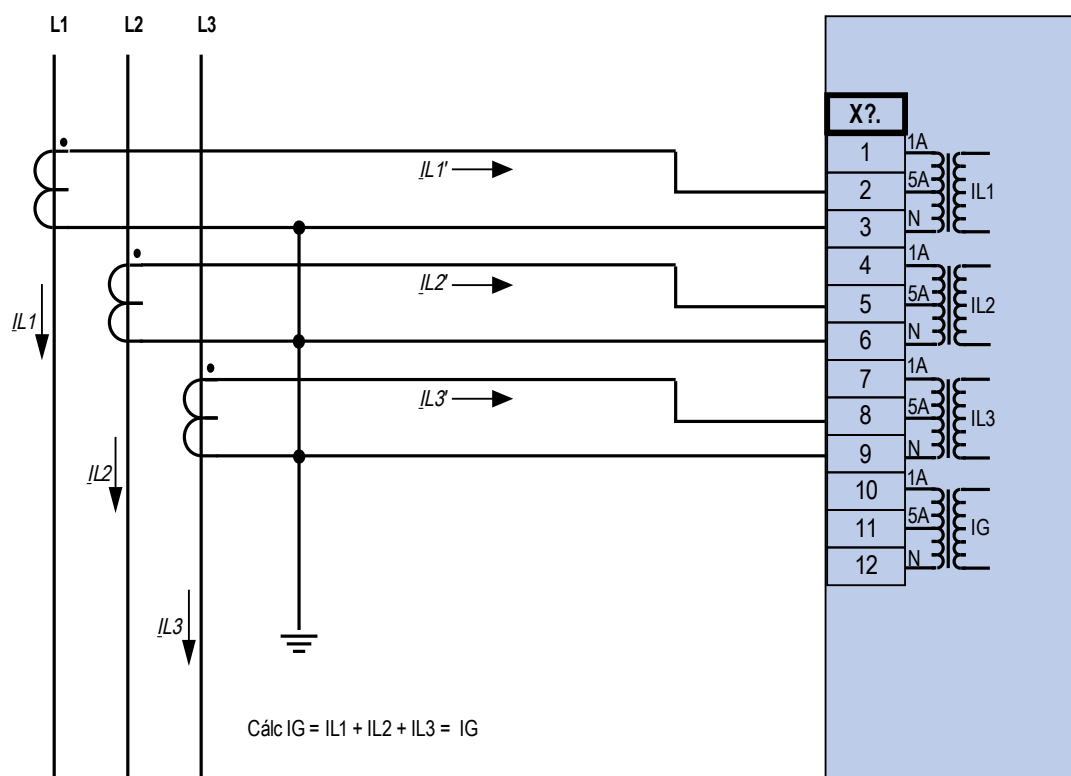 L1 L2 L3
X?.
1 1A
IL1' 2 5A IL1
3 N
4 1A
IL2' 5 5A IL2
IL1 6 N
7 1A
IL3' 8 5A IL3
IL2 9 N
10 1A
11 5A IG
12 N
IL3
Cálc IG = IL1 + IL2 + IL3 = IG